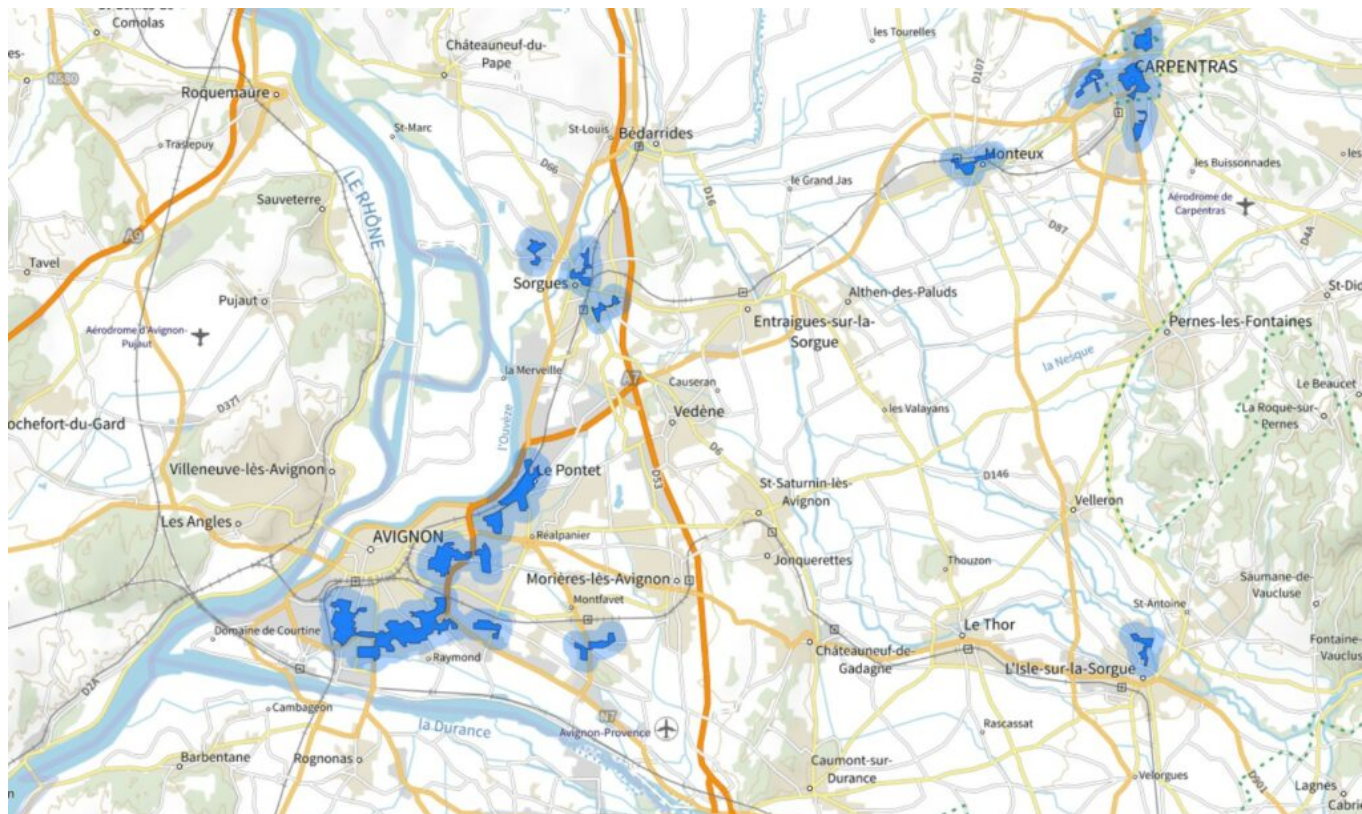 Comolas
Châteauneuf-du-
Pape
les Tourelles
D107
CARPENTRAS
N580
Roquemaure
St-Marc
St-Louis
Bédarrides
Traslepuy
D66
Monteux
les Buissonnades
les
le Grand Jas
D16
LE RHÔNE
Sauveterre
Aérodrome de
Carpentras
D87
D4A
A9
Tavel
Pujaut
Sorgues
Althen-des-Paluds
St-Did
Entraigues-sur-la-
Sorgue
Pernes-les-Fontaines
Aérodrome d'Avignon-
Pujaut
la Nesque
la Merveille
A7
Causeran
Le Beaucet
D377
les Valayans
La Roque-sur-
Pernes
Vedène
ochefort-du-Gard
l'Ouvèze
D6
Villeneuve-lès-Avignon
Le Pontet
D53
D146
St-Saturnin-lès-
Avignon
Velleron
Les Angles
AVIGNON
Réalpanier
Jonquerettes
Thouzon
Morières-lès-Avignon
Saumane-de-
Vaucluse
Montfavet
St-Antoine
Domaine de Courtine
Le Thor
Fontaine-
Vauclus
Raymond
Châteauneuf-de-
Gadagne
L'Isle-sur-la-Sorgue
D2A
Cambageon
la Durance
N7
Avignon-Provence
Rascassat
Barbentane
Rognonas
Caumont-sur-
Durance
Velorgues
D901
Lagnes
Cabri